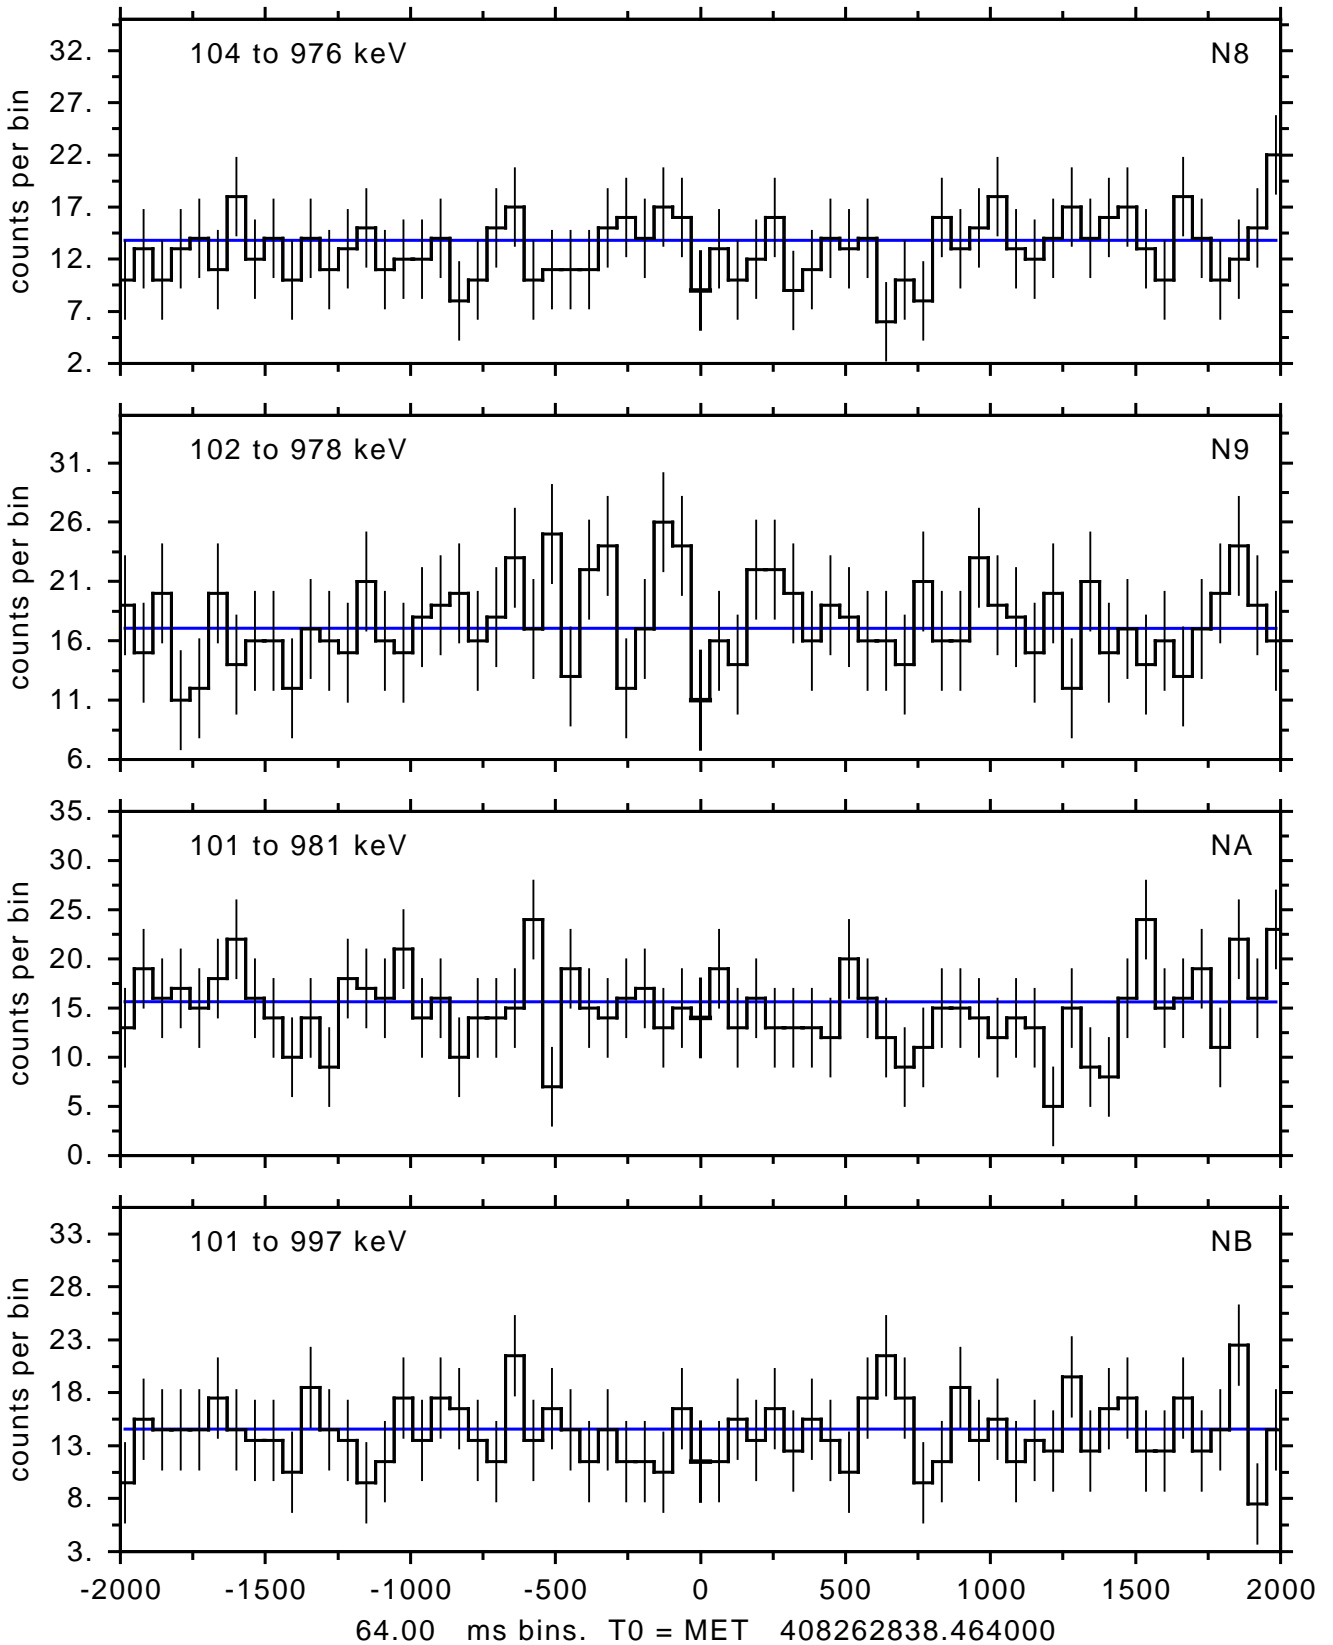 104 to 976 keV N8
counts per bin
32.
27.
22.
17.
12.
7.
2.
102 to 978 keV N9
counts per bin
31.
26.
21.
16.
11.
6.
101 to 981 keV NA
counts per bin
35.
30.
25.
20.
15.
10.
5.
0.
101 to 997 keV NB
counts per bin
33.
28.
23.
18.
13.
8.
3.
-2000 -1500 -1000 -500 0 500 1000 1500 2000
64.00 ms bins. T0 = MET 408262838.464000